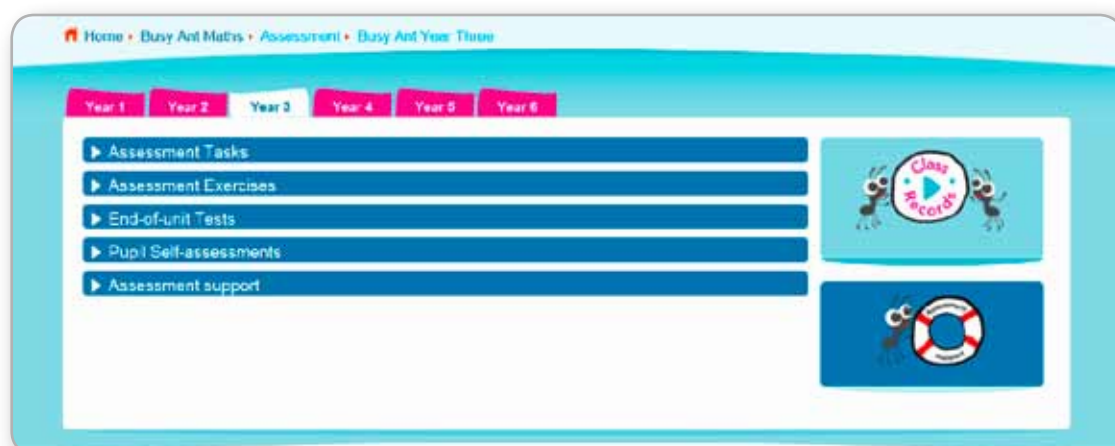 Home • Busy Ant Maths • Assessment • Busy Ant Year Three
Year 1 Year 2 Year 3 Year 4 Year 5 Year 6
Assessment Tasks
Assessment Exercises
End-of-unit Tests
Pupil Self-assessments
Assessment support
Class
Records